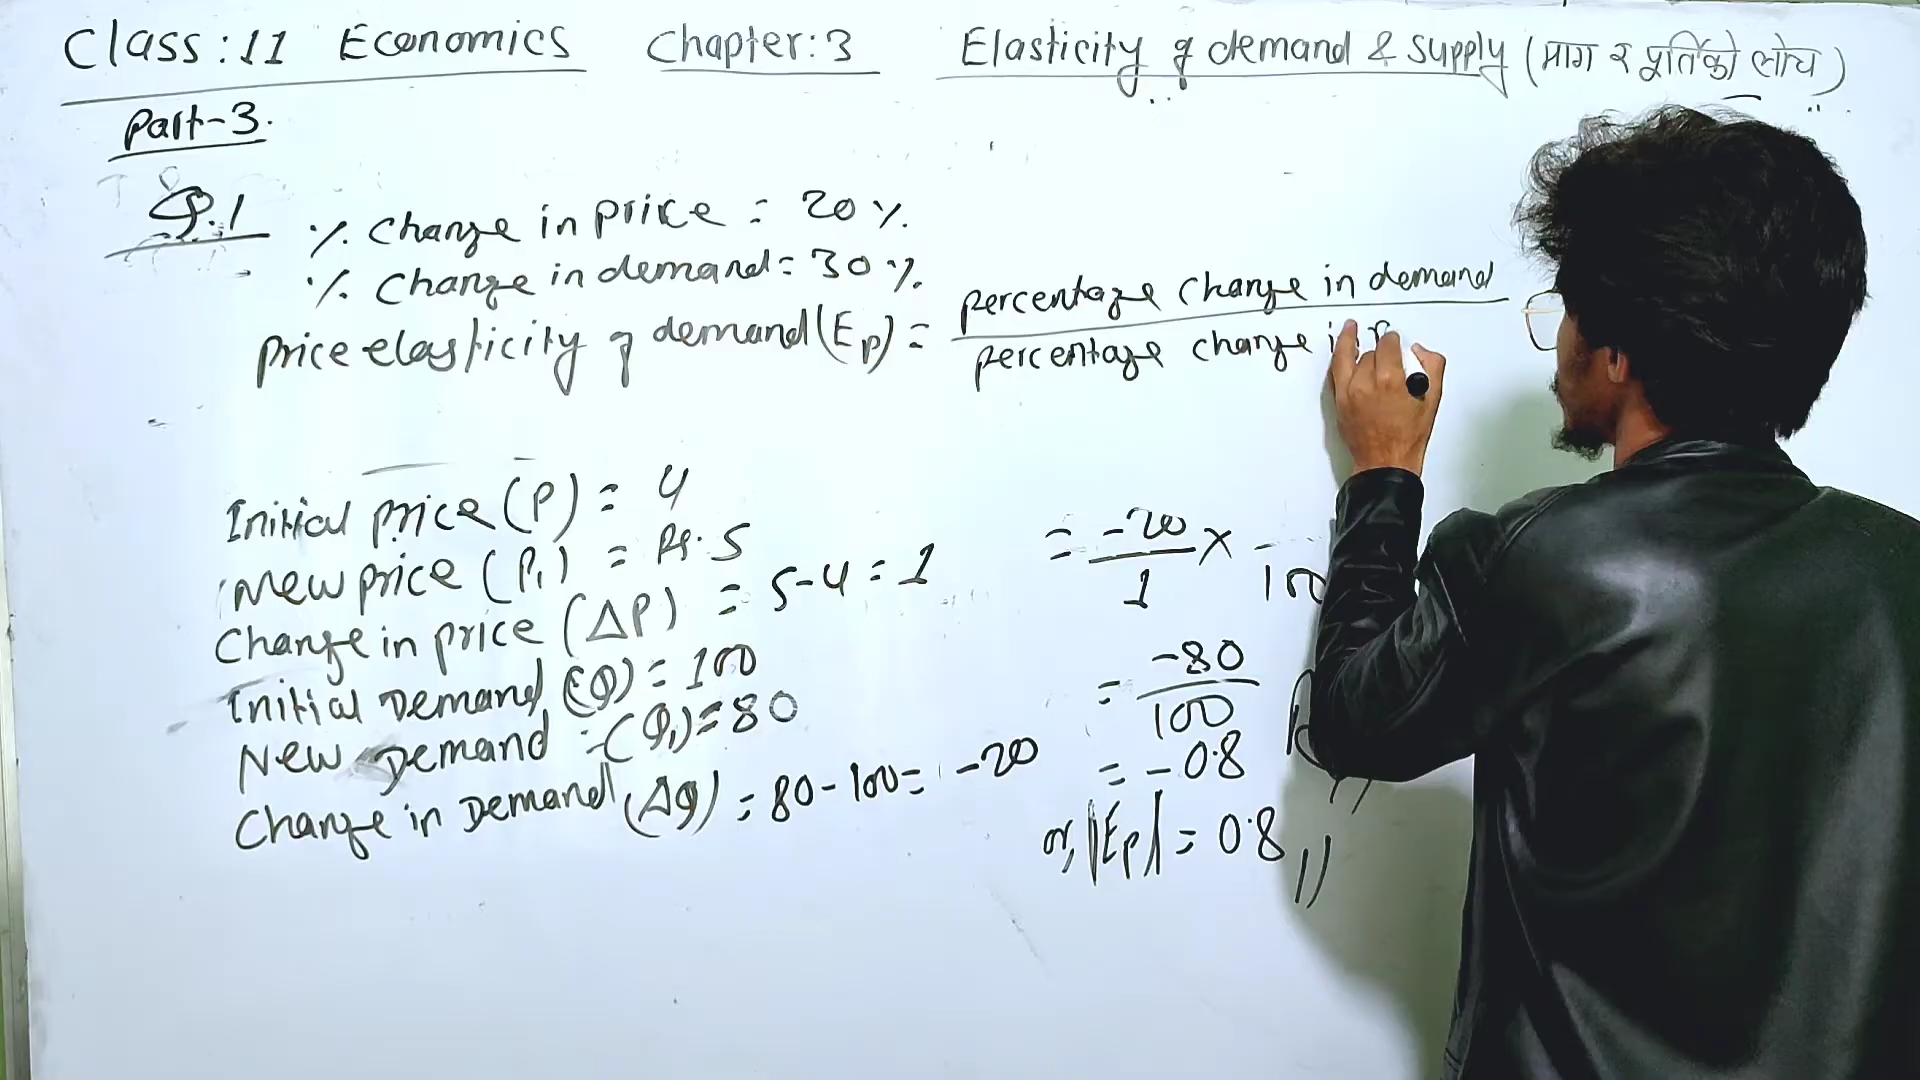 Class:11 Economics Chapter:3 Elasticity of demand & supply (माग र पूर्तिको लोच)
Part-3.
Q.1
% Change in price = 20%.
% Change in demand = 30%.
price elasticity of demand (Ep) = percentage change in demand
percentage change in P
Initial price (P) = 4
New price (P₁) = Rs. 5
Change in price (ΔP) = 5-4 = 1
Initial Demand (Q) = 100
New Demand (Q₁) = 80
Change in Demand (ΔQ) = 80-100 = -20
= -20/1 × /100
= -80/100
= -0.8
or, |Ep| = 0.8 //